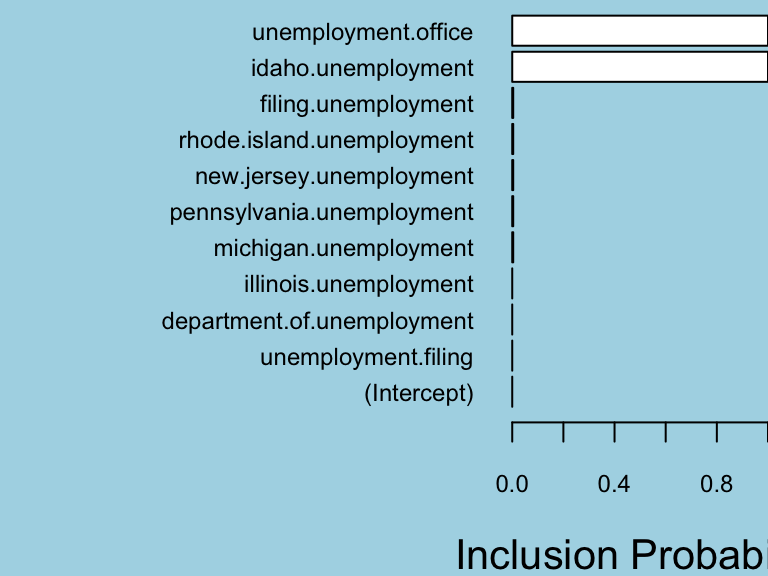 unemployment.office
idaho.unemployment
filing.unemployment
rhode.island.unemployment
new.jersey.unemployment
pennsylvania.unemployment
michigan.unemployment
illinois.unemployment
department.of.unemployment
unemployment.filing
(Intercept)
0.0 0.4 0.8
Inclusion Probabi